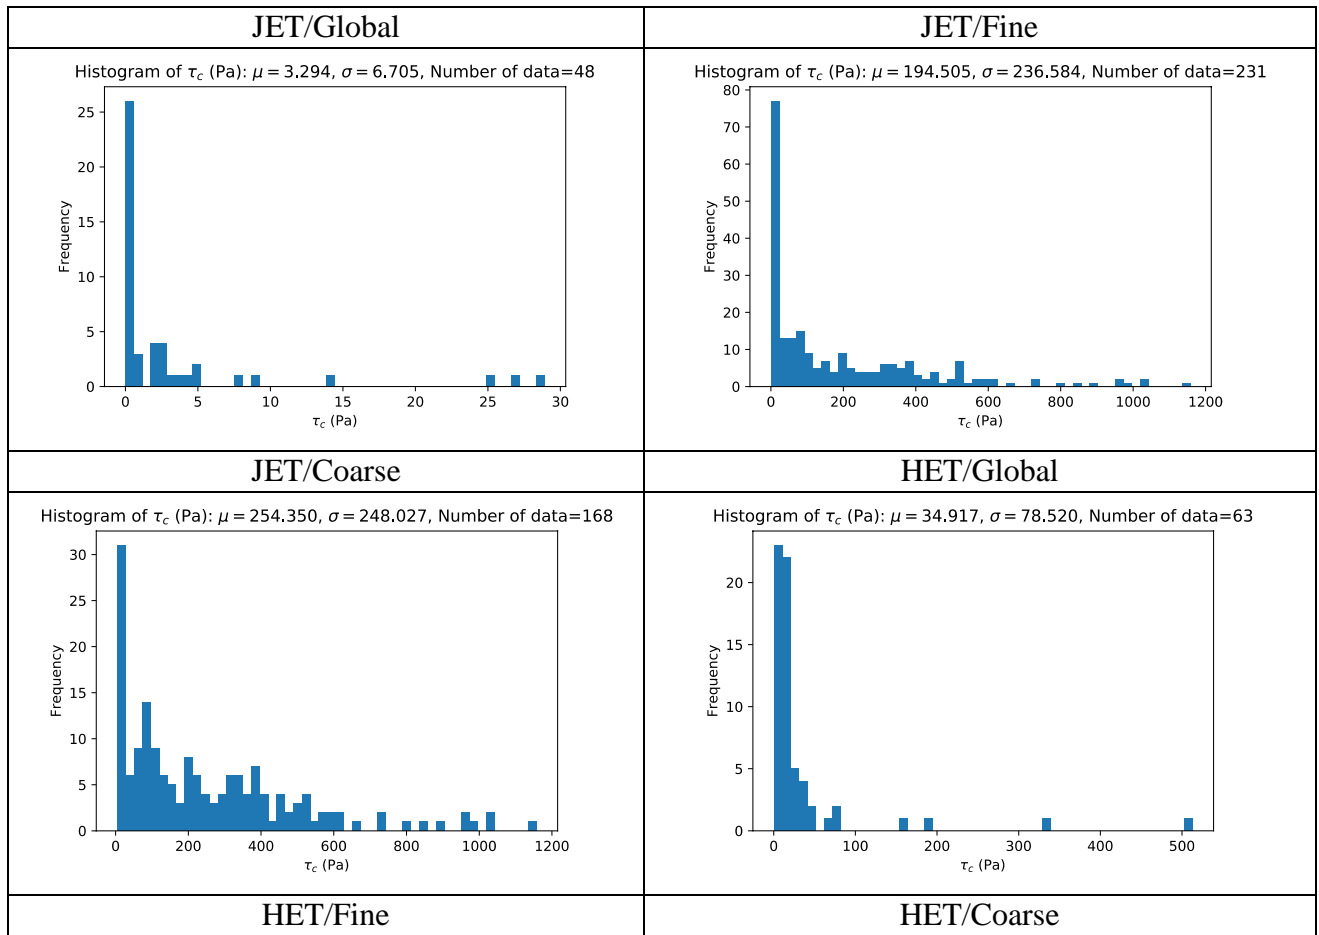 JET/Global
JET/Fine
Histogram of τc (Pa): μ = 3.294, σ = 6.705, Number of data=48
25
20
15
10
5
0
Frequency
0 5 10 15 20 25 30
τc (Pa)
Histogram of τc (Pa): μ = 194.505, σ = 236.584, Number of data=231
80
70
60
50
40
30
20
10
0
Frequency
0 200 400 600 800 1000 1200
τc (Pa)
JET/Coarse
HET/Global
Histogram of τc (Pa): μ = 254.350, σ = 248.027, Number of data=168
30
25
20
15
10
5
0
Frequency
0 200 400 600 800 1000 1200
τc (Pa)
Histogram of τc (Pa): μ = 34.917, σ = 78.520, Number of data=63
20
15
10
5
0
Frequency
0 100 200 300 400 500
τc (Pa)
HET/Fine
HET/Coarse